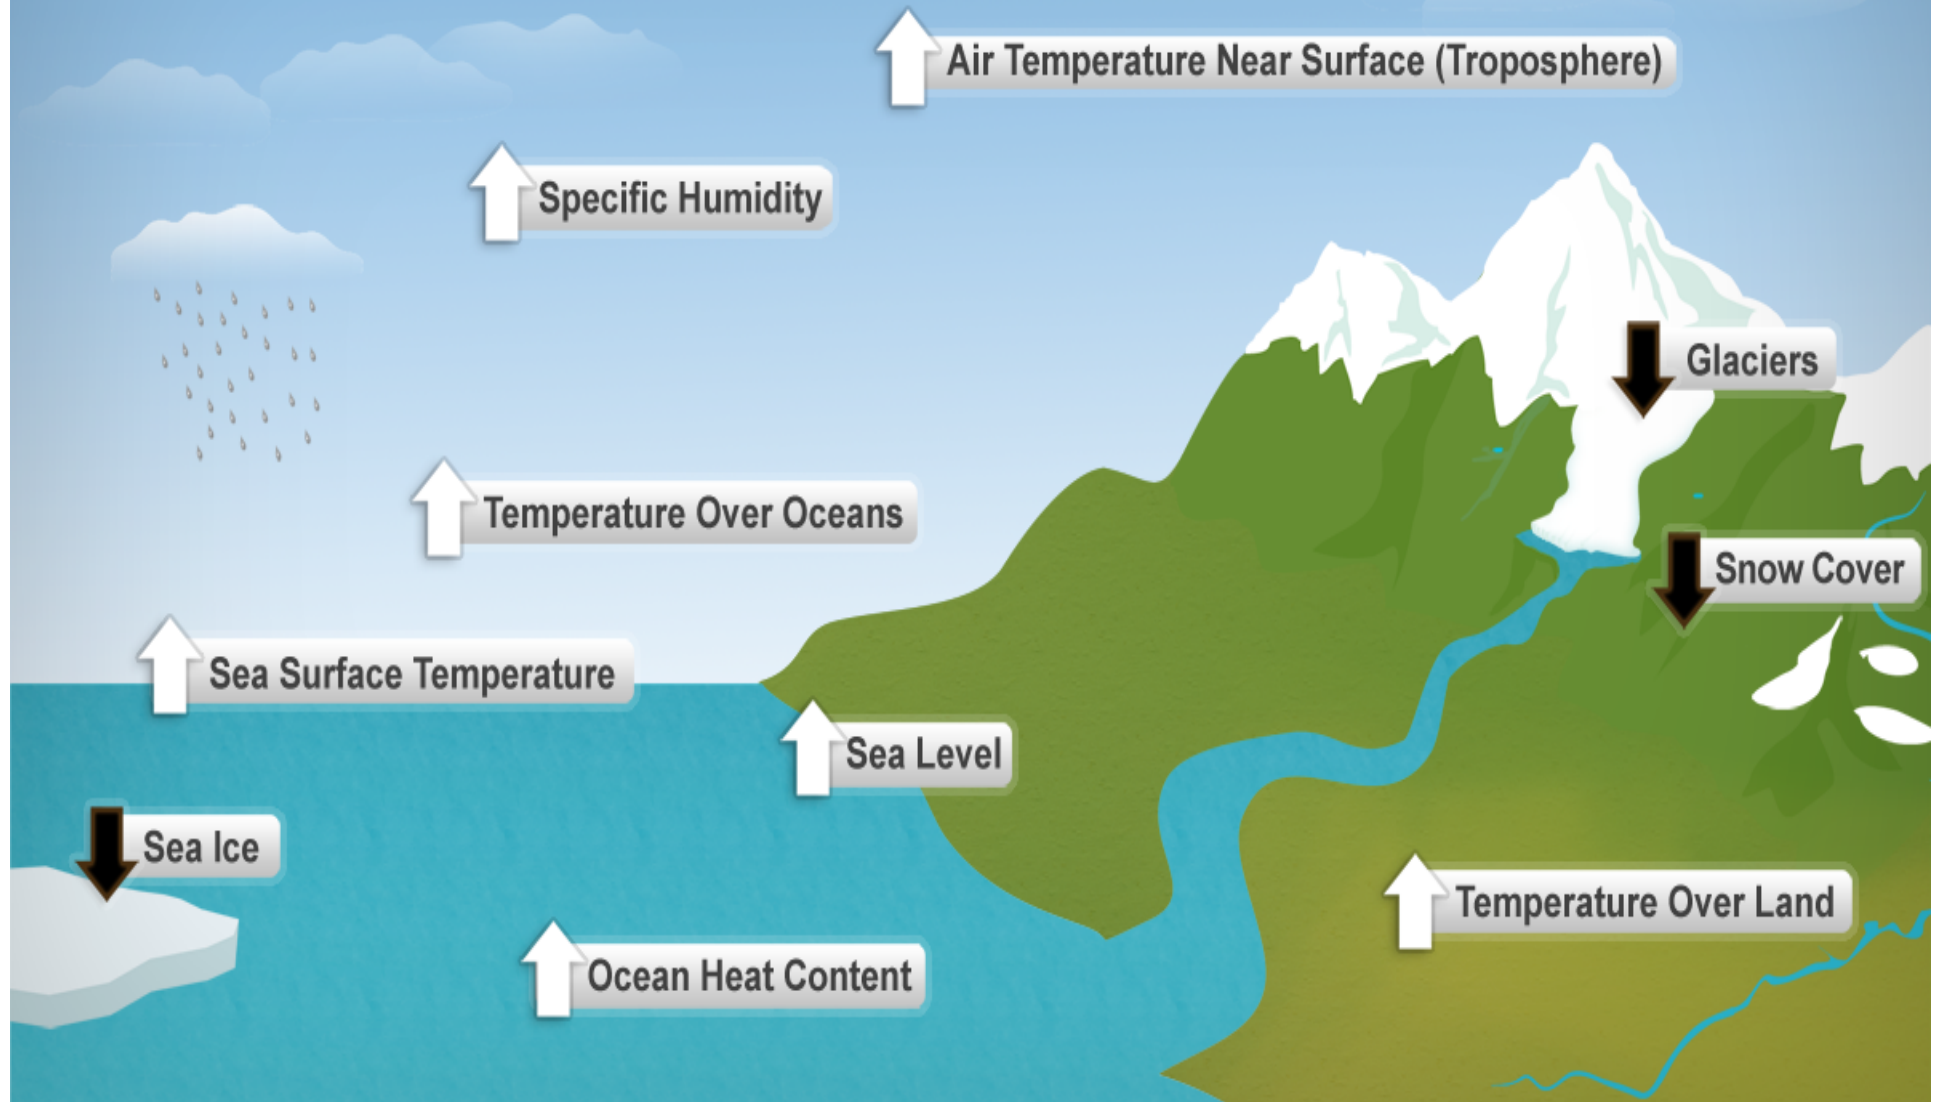 Air Temperature Near Surface (Troposphere)
Specific Humidity
Glaciers
Temperature Over Oceans
Snow Cover
Sea Surface Temperature
Sea Level
Sea Ice
Temperature Over Land
Ocean Heat Content